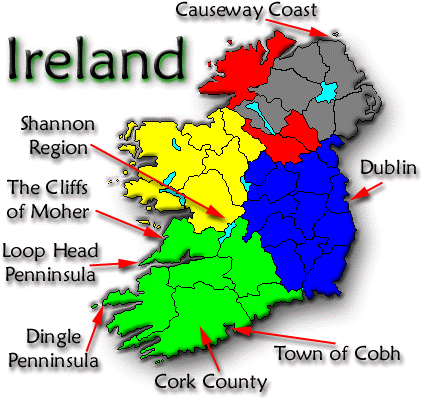 Causeway Coast
Ireland
Shannon
Region
Dublin
The Cliffs
of Moher
Loop Head
Penninsula
Dingle
Penninsula
Town of Cobh
Cork County